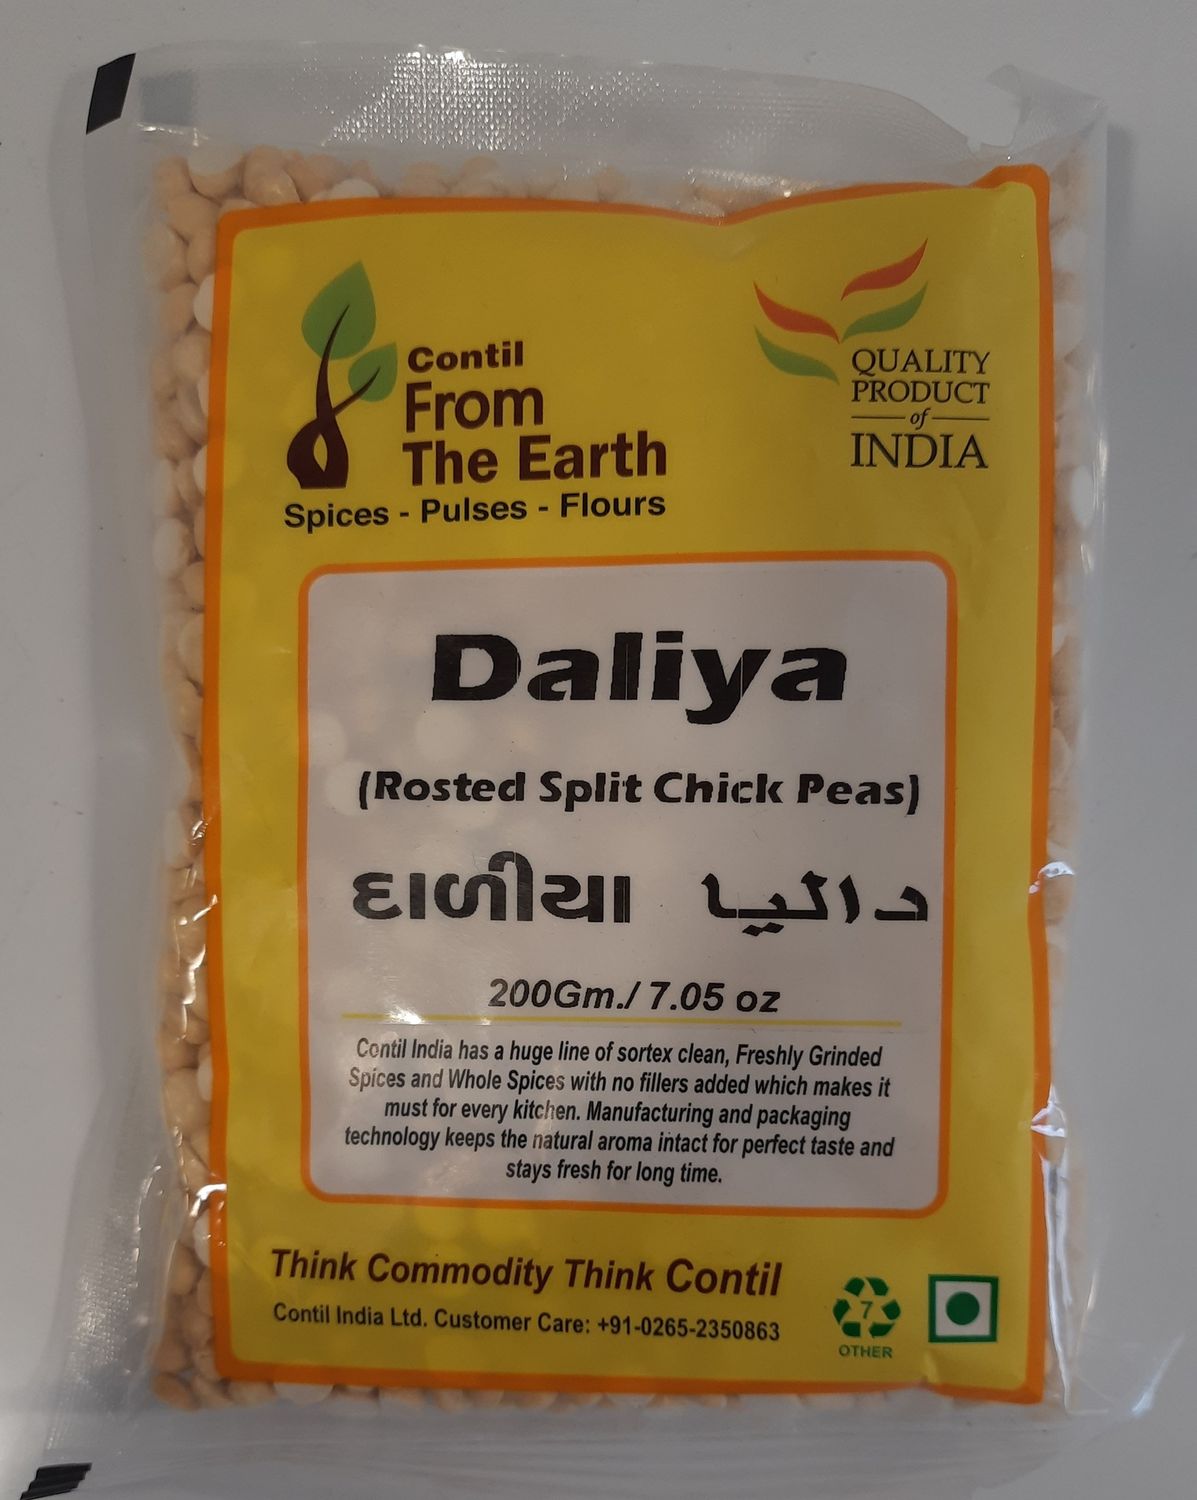 Contil
From
The Earth
Spices - Pulses - Flours
QUALITY
PRODUCT
of
INDIA
Daliya
(Rosted Split Chick Peas)
દાળીયા داليا
200Gm./ 7.05 oz
Contil India has a huge line of sortex clean, Freshly Grinded
Spices and Whole Spices with no fillers added which makes it
must for every kitchen. Manufacturing and packaging
technology keeps the natural aroma intact for perfect taste and
stays fresh for long time.
Think Commodity Think Contil
Contil India Ltd. Customer Care: +91-0265-2350863
7
OTHER